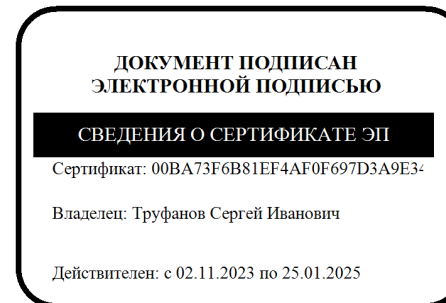 ДОКУМЕНТ ПОДПИСАН
ЭЛЕКТРОННОЙ ПОДПИСЬЮ
СВЕДЕНИЯ О СЕРТИФИКАТЕ ЭП
Сертификат: 00BA73F6B81EF4AF0F697D3A9E34
Владелец: Труфанов Сергей Иванович
Действителен: с 02.11.2023 по 25.01.2025